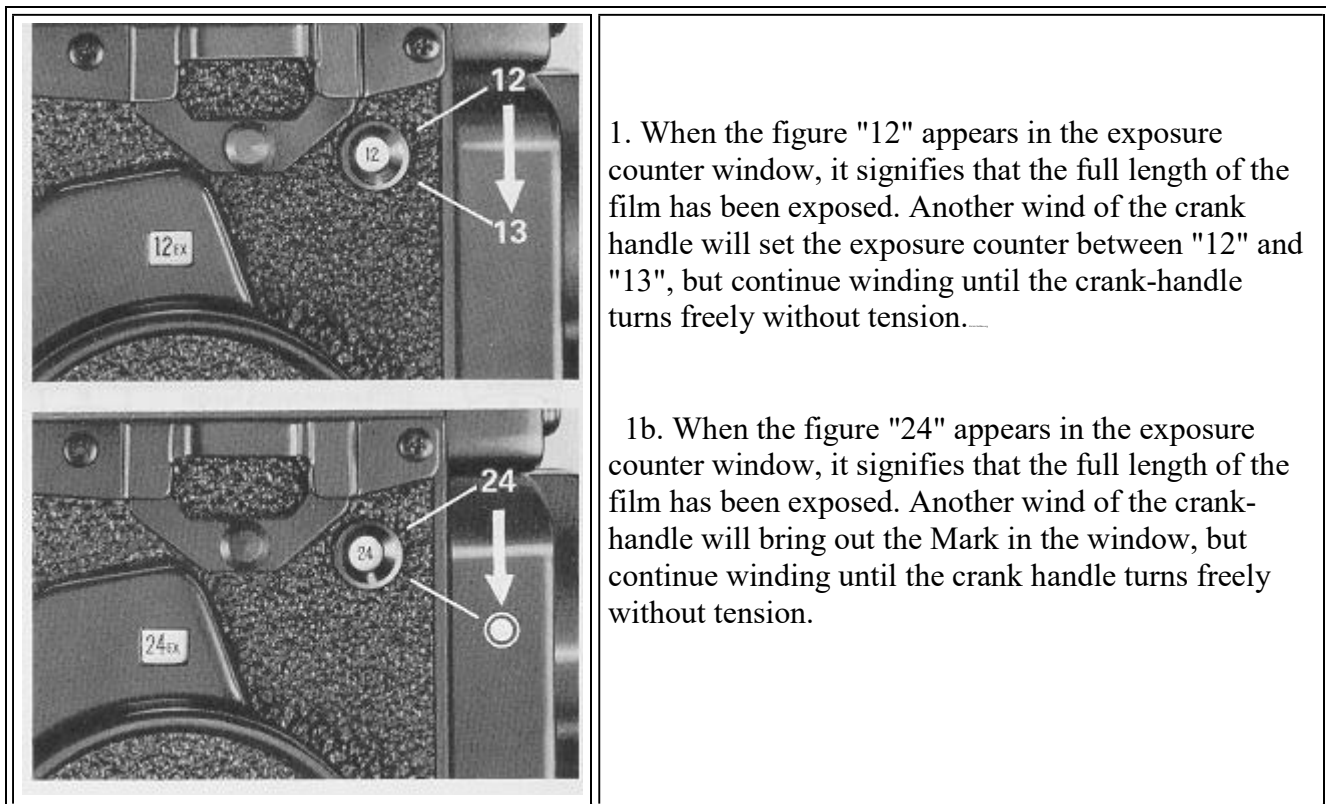 12
12
13
12EX
24
24
24EX
1. When the figure "12" appears in the exposure
counter window, it signifies that the full length of the
film has been exposed. Another wind of the crank
handle will set the exposure counter between "12" and
"13", but continue winding until the crank-handle
turns freely without tension.
1b. When the figure "24" appears in the exposure
counter window, it signifies that the full length of the
film has been exposed. Another wind of the crank-
handle will bring out the Mark in the window, but
continue winding until the crank handle turns freely
without tension.